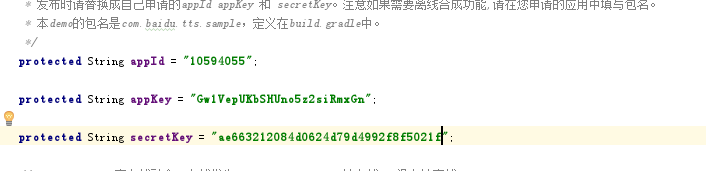 * 发布时请替换成自己申请的appId appKey 和 secretKey。注意如果需要离线合成功能,请在您申请的应用中填写包名。
* 本demo的包名是com.baidu.tts.sample，定义在build.gradle中。
*/
protected String appId = "10594055";
protected String appKey = "Gw1VepUKbSHUno5z2siRmxGn";
protected String secretKey = "ae663212084d0624d79d4992f8f5021f";